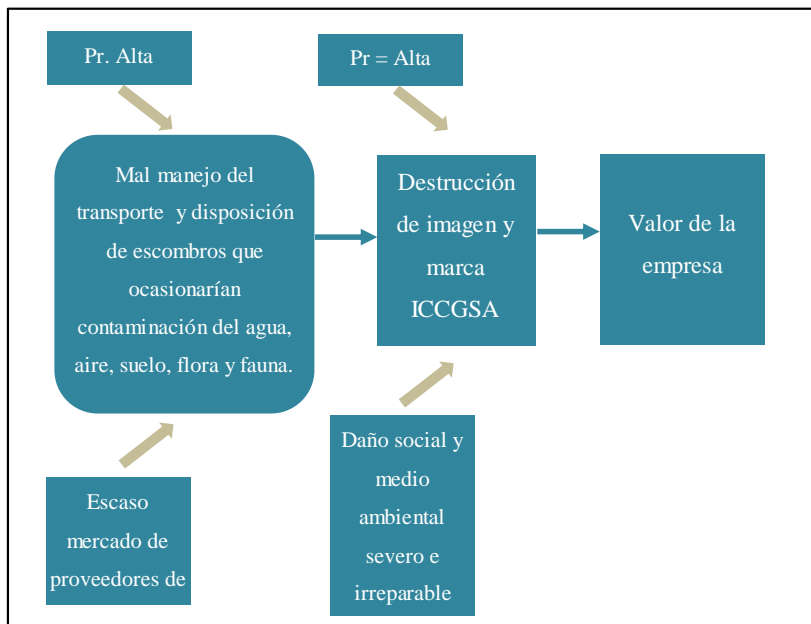 Pr. Alta
Pr = Alta
Mal manejo del
transporte y disposición
de escombros que
ocasionarían
contaminación del agua,
aire, suelo, flora y fauna.
Destrucción
de imagen y
marca
ICCGSA
Valor de la
empresa
Escaso
mercado de
proveedores de
Daño social y
medio
ambiental
severo e
irreparable